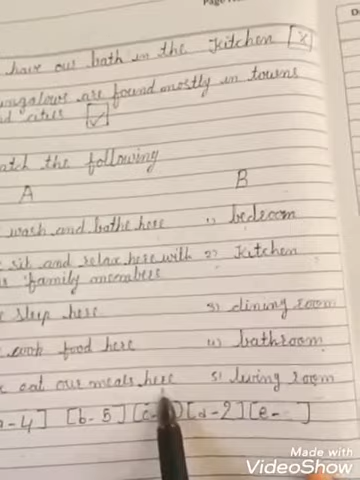 have our bath in the Kitchen [x]
ungalows are found mostly in towns
nd cities [✓]
atch the following
A B
wash and bathe here 1) bedroom
sit and relax here with 2) Kitchen
family members
sleep here 3) dining room
cook food here 4) bathroom
eat our meals here 5) living room
-4] [b-5] [c- ] [d-2] [e- ]
Made with
VideoShow